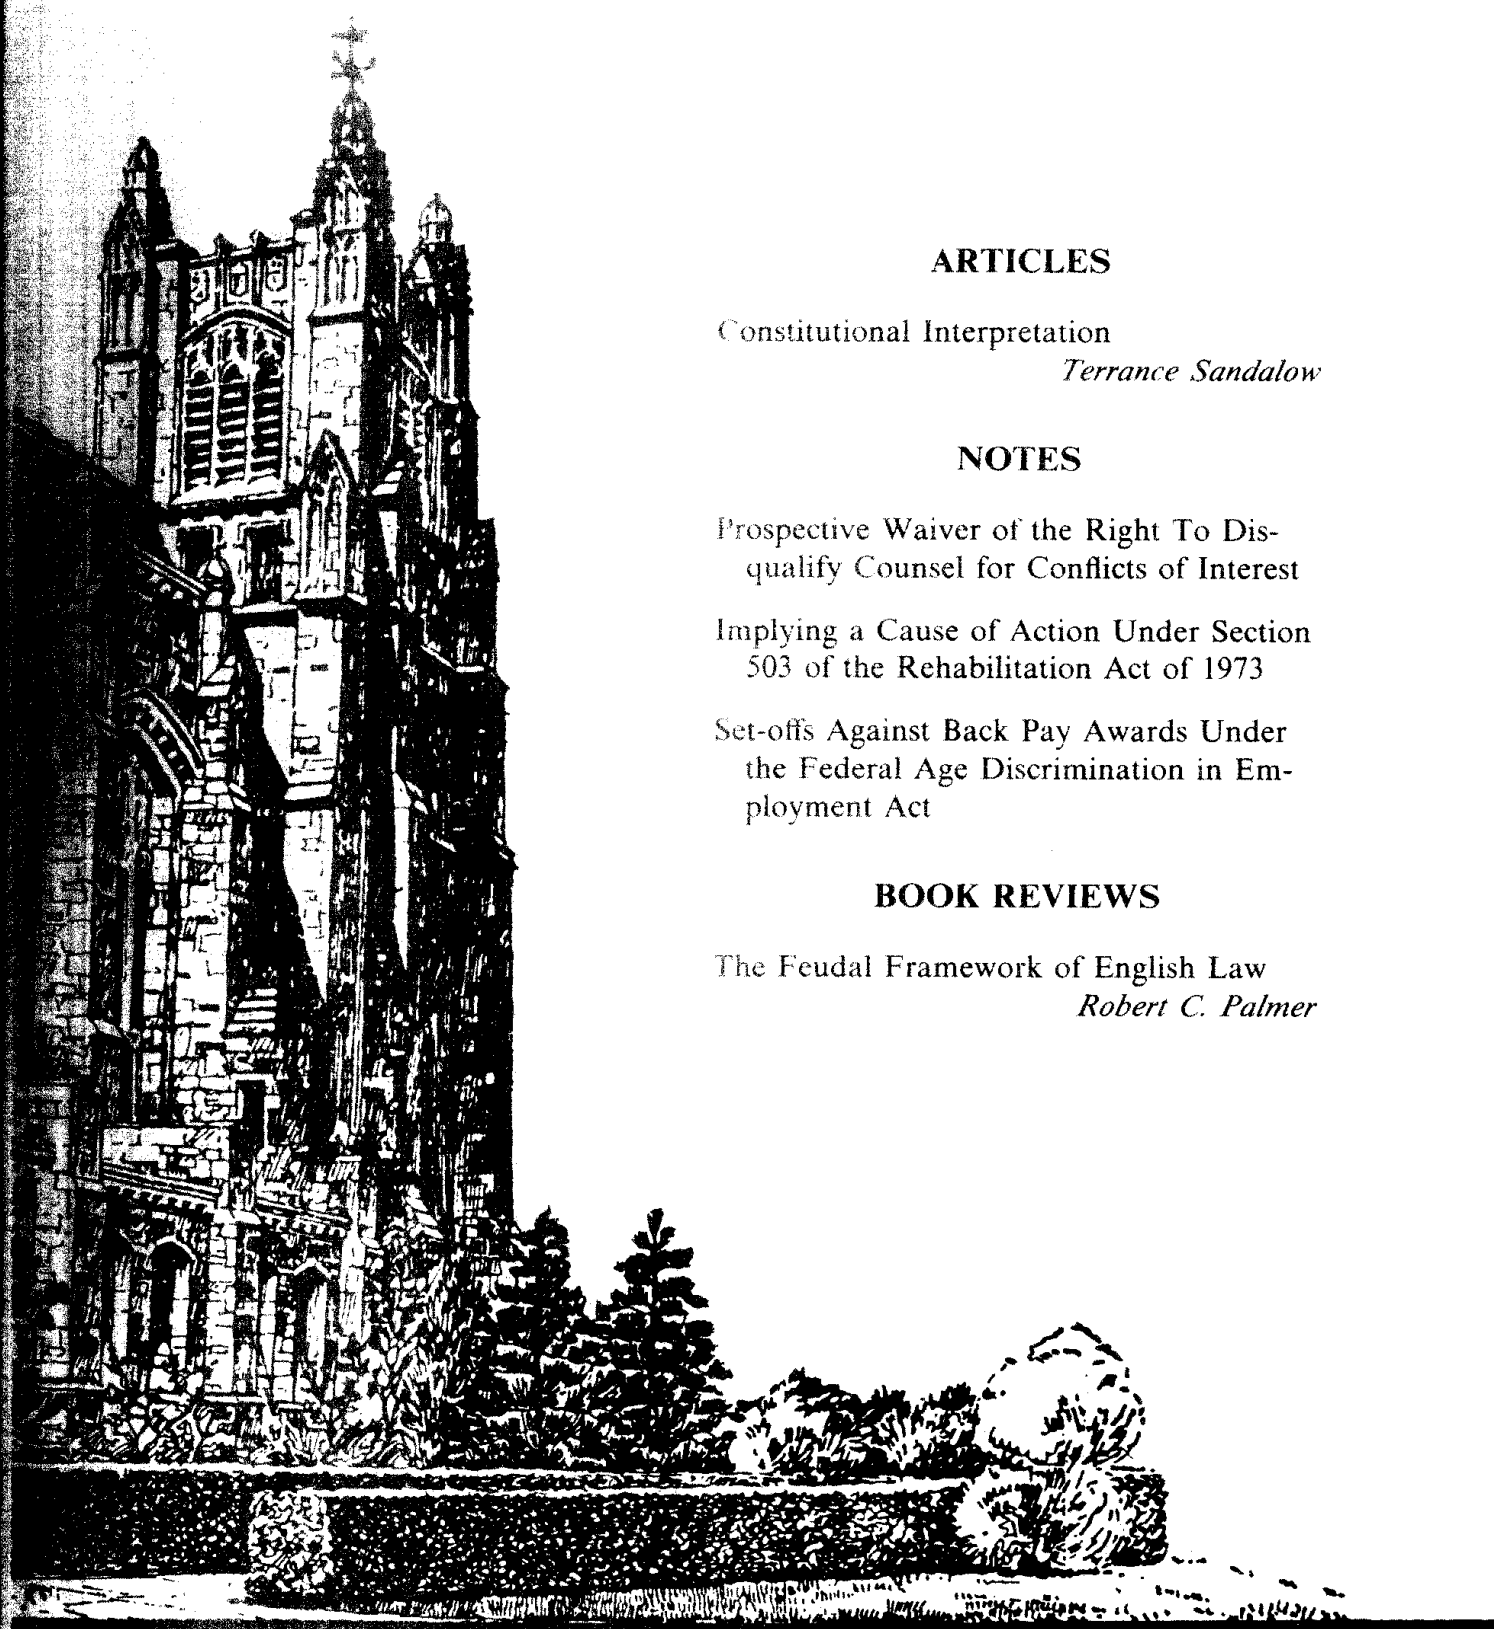 ARTICLES
Constitutional Interpretation
Terrance Sandalow
NOTES
Prospective Waiver of the Right To Dis-
qualify Counsel for Conflicts of Interest
Implying a Cause of Action Under Section
503 of the Rehabilitation Act of 1973
Set-offs Against Back Pay Awards Under
the Federal Age Discrimination in Em-
ployment Act
BOOK REVIEWS
The Feudal Framework of English Law
Robert C. Palmer